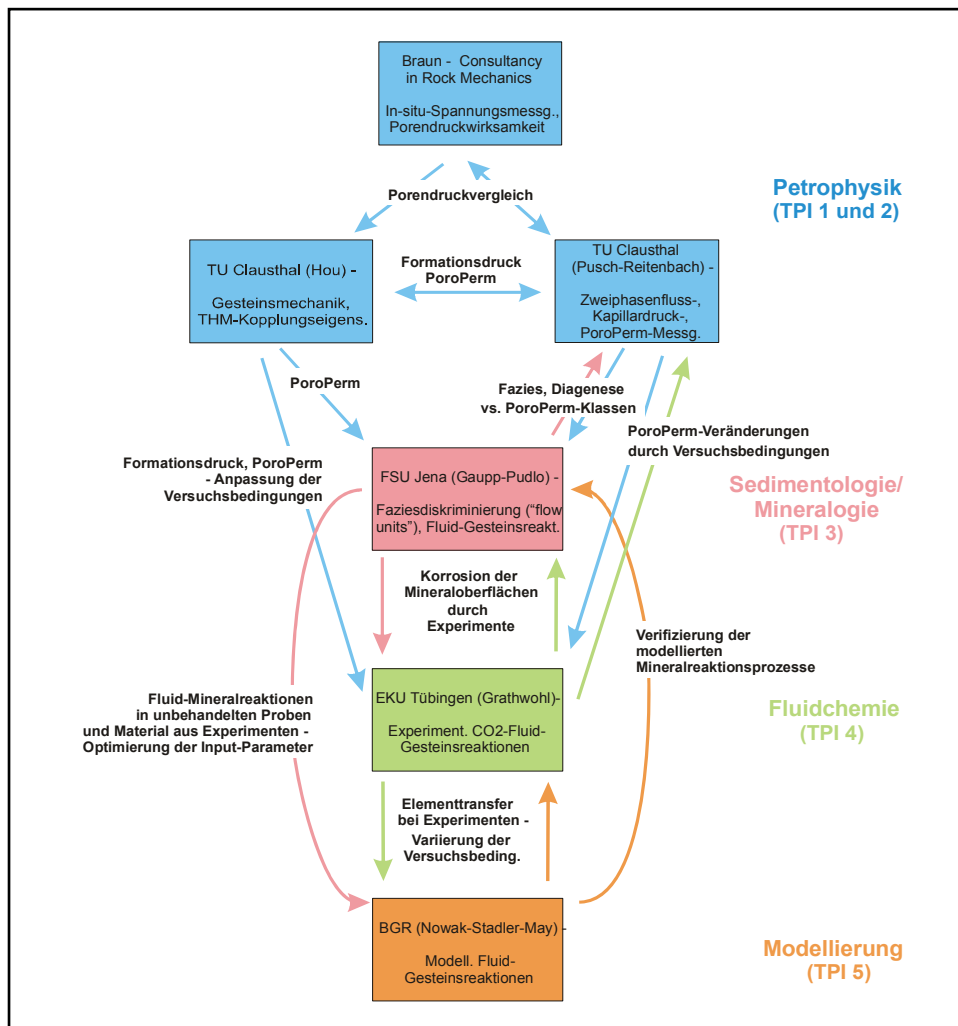 Braun - Consultancy
in Rock Mechanics
In-situ-Spannungsmessg.,
Porendruckwirksamkeit
Petrophysik
(TPI 1 und 2)
Porendruckvergleich
TU Clausthal (Hou) -
Gesteinsmechanik,
THM-Kopplungseigens.
Formationsdruck
PoroPerm
TU Clausthal
(Pusch-Reitenbach) -
Zweiphasenfluss-,
Kapillardruck-,
PoroPerm-Messg.
PoroPerm
Fazies, Diagenese
vs. PoroPerm-Klassen
PoroPerm-Veränderungen
durch Versuchsbedingungen
Formationsdruck, PoroPerm
- Anpassung der
Versuchsbedingungen
FSU Jena (Gaupp-Pudlo) -
Faziesdiskriminierung (“flow
units”), Fluid-Gesteinsreakt.
Sedimentologie/
Mineralogie
(TPI 3)
Korrosion der
Mineraloberflächen
durch
Experimente
Verifizierung der
modellierten
Mineralreaktionsprozesse
Fluid-Mineralreaktionen
in unbehandelten Proben
und Material aus Experimenten -
Optimierung der Input-Parameter
EKU Tübingen (Grathwohl)-
Experiment. CO2-Fluid-
Gesteinsreaktionen
Fluidchemie
(TPI 4)
Elementtransfer
bei Experimenten -
Variierung der
Versuchsbeding.
BGR (Nowak-Stadler-May) -
Modell. Fluid-
Gesteinsreaktionen
Modellierung
(TPI 5)